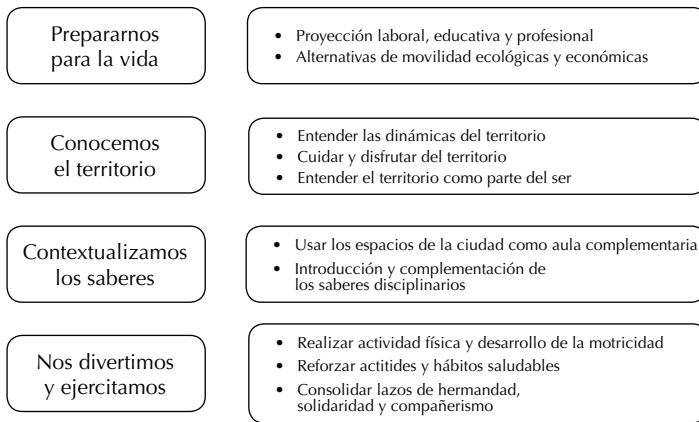 Prepararnos
para la vida
• Proyección laboral, educativa y profesional
• Alternativas de movilidad ecológicas y económicas
Conocemos
el territorio
• Entender las dinámicas del territorio
• Cuidar y disfrutar del territorio
• Entender el territorio como parte del ser
Contextualizamos
los saberes
• Usar los espacios de la ciudad como aula complementaria
• Introducción y complementación de
los saberes disciplinarios
Nos divertimos
y ejercitamos
• Realizar actividad física y desarrollo de la motricidad
• Reforzar actitides y hábitos saludables
• Consolidar lazos de hermandad,
solidaridad y compañerismo